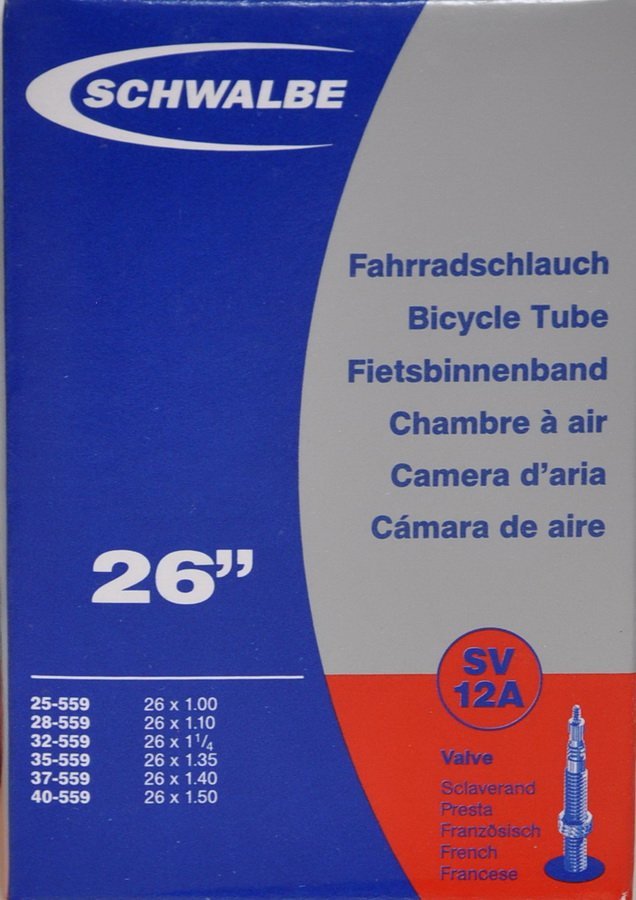 SCHWALBE
Fahrradschlauch
Bicycle Tube
Fietsbinnenband
Chambre à air
Camera d'aria
Cámara de aire
26”
25-559 26 x 1.00
28-559 26 x 1.10
32-559 26 x 1 1/4
35-559 26 x 1.35
37-559 26 x 1.40
40-559 26 x 1.50
SV
12A
Valve
Sclaverand
Presta
Französisch
French
Francese